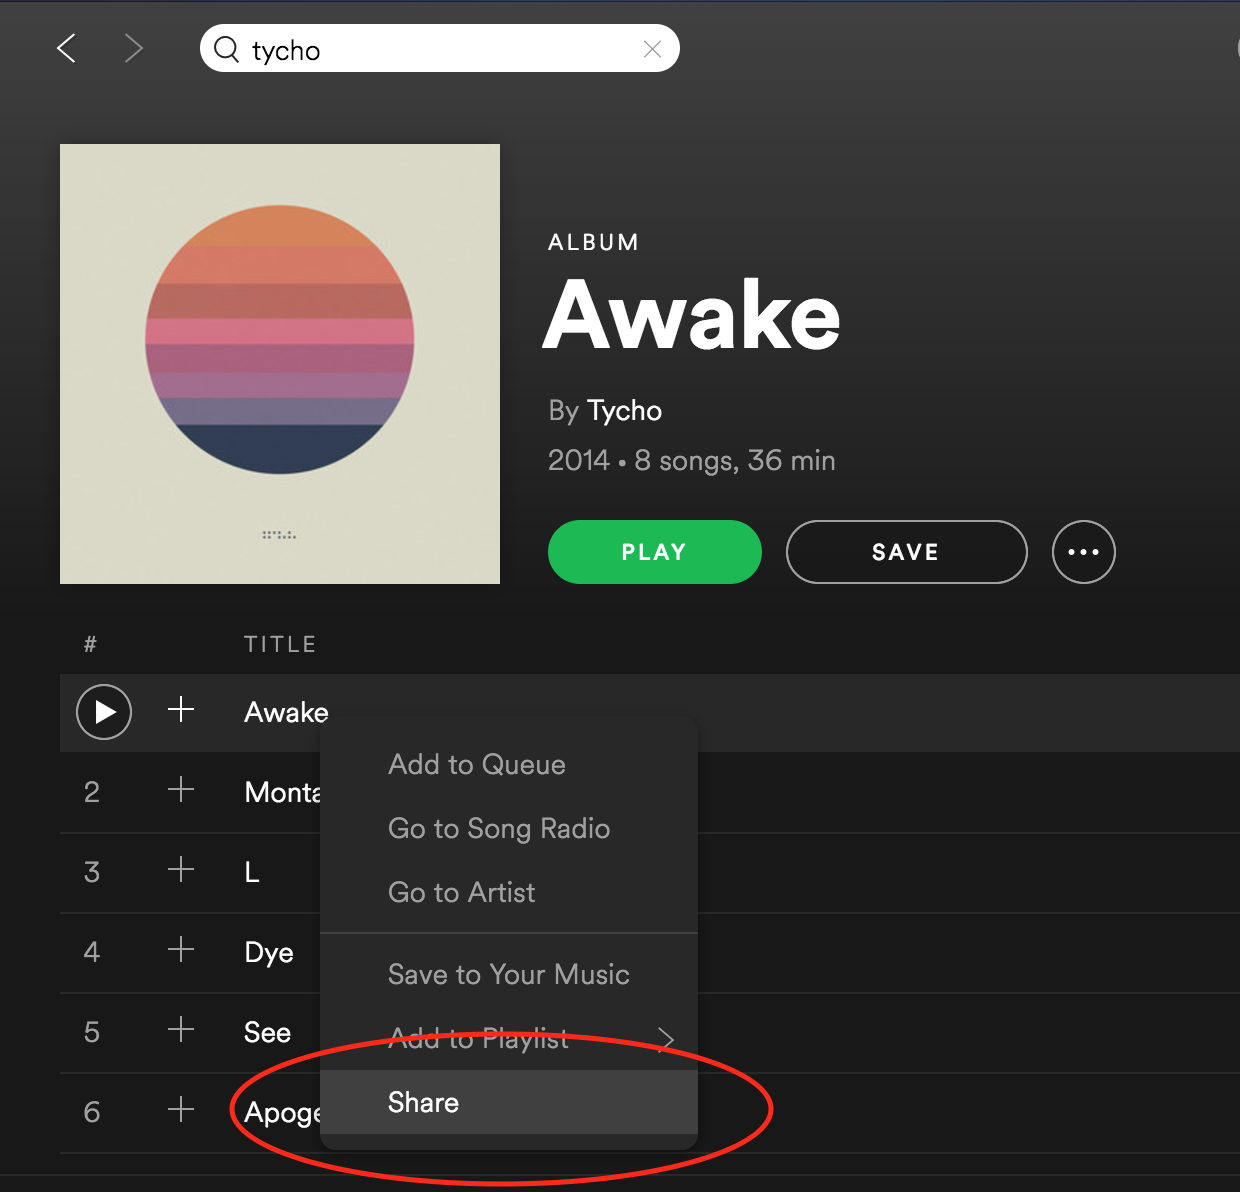 tycho
ALBUM
Awake
By Tycho
2014 • 8 songs, 36 min
PLAY
SAVE
# TITLE
Awake
Add to Queue
2 Monta
Go to Song Radio
3 L
Go to Artist
4 Dye
Save to Your Music
5 See
Add to Playlist
6 Apoge
Share